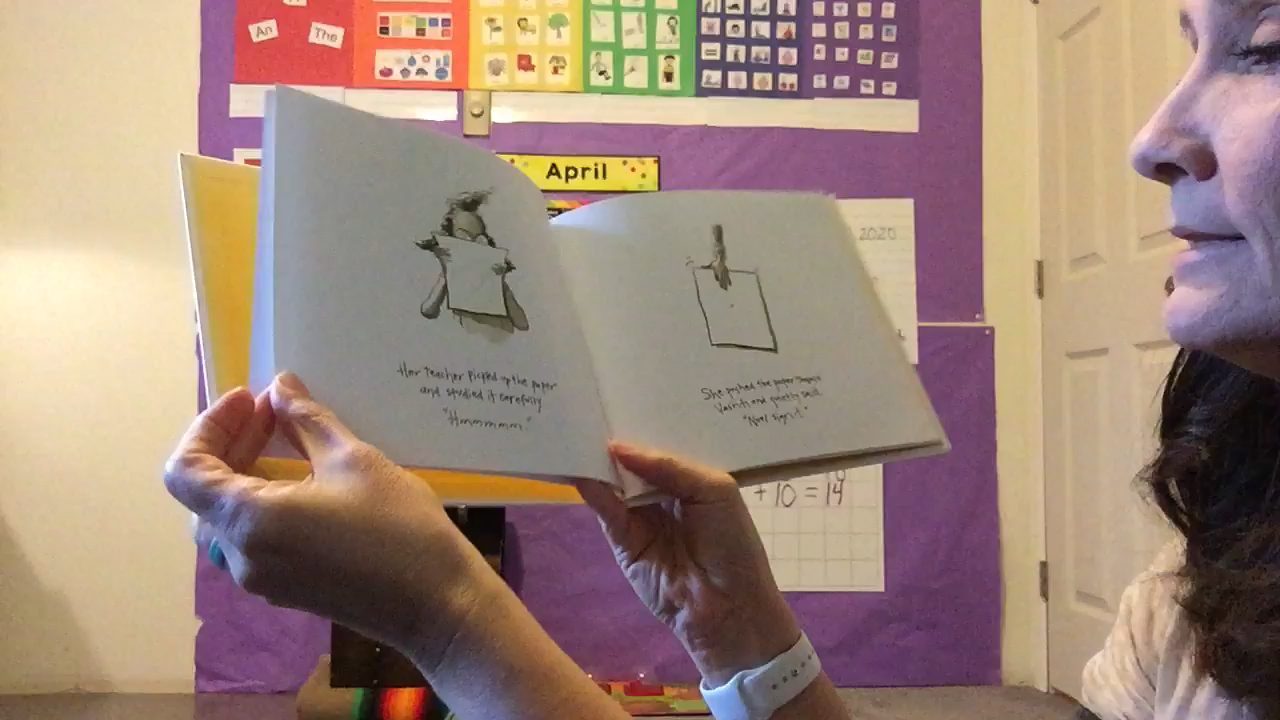 An
The
April
2020
Her teacher picked up the paper
and studied it carefully.
"Hmmmmmm."
She pushed the paper toward
Vashti and quietly said,
"Now sign it."
+ 10 = 14